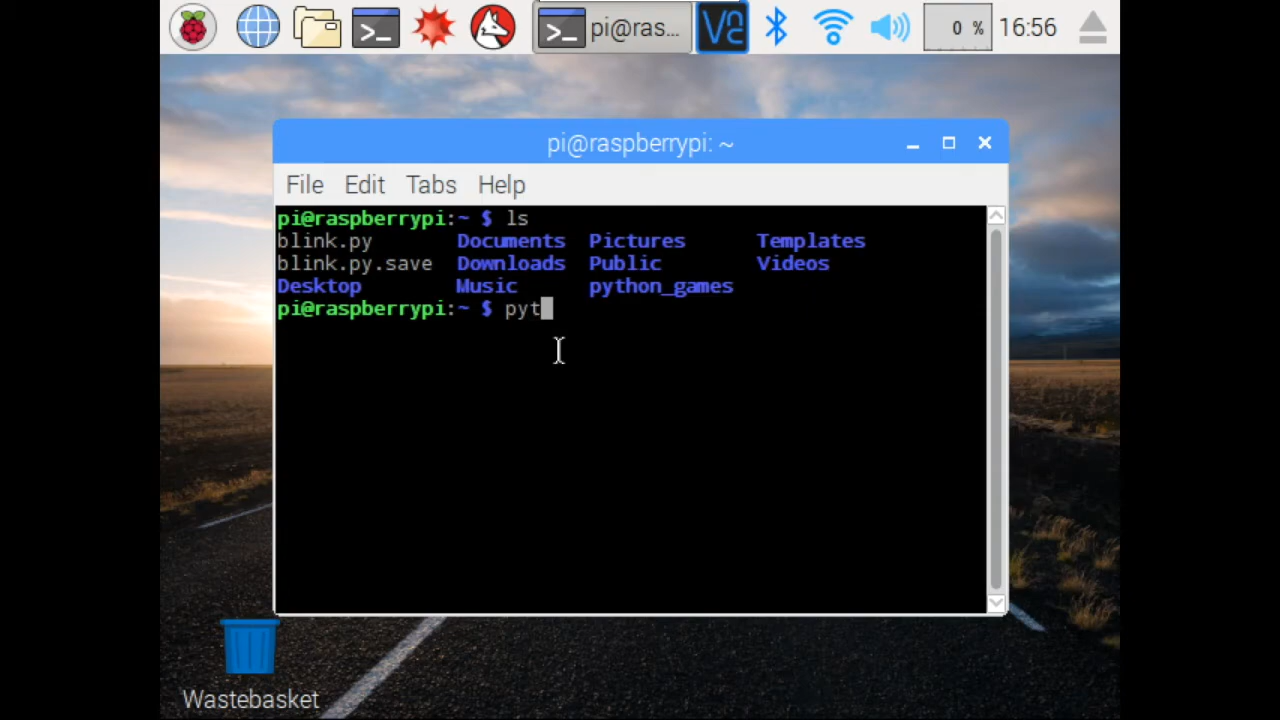 >_ pi@ras... VNC 0 % 16:56
pi@raspberrypi: ~
File Edit Tabs Help
pi@raspberrypi:~ $ ls
blink.py Documents Pictures Templates
blink.py.save Downloads Public Videos
Desktop Music python_games
pi@raspberrypi:~ $ pyt
Wastebasket